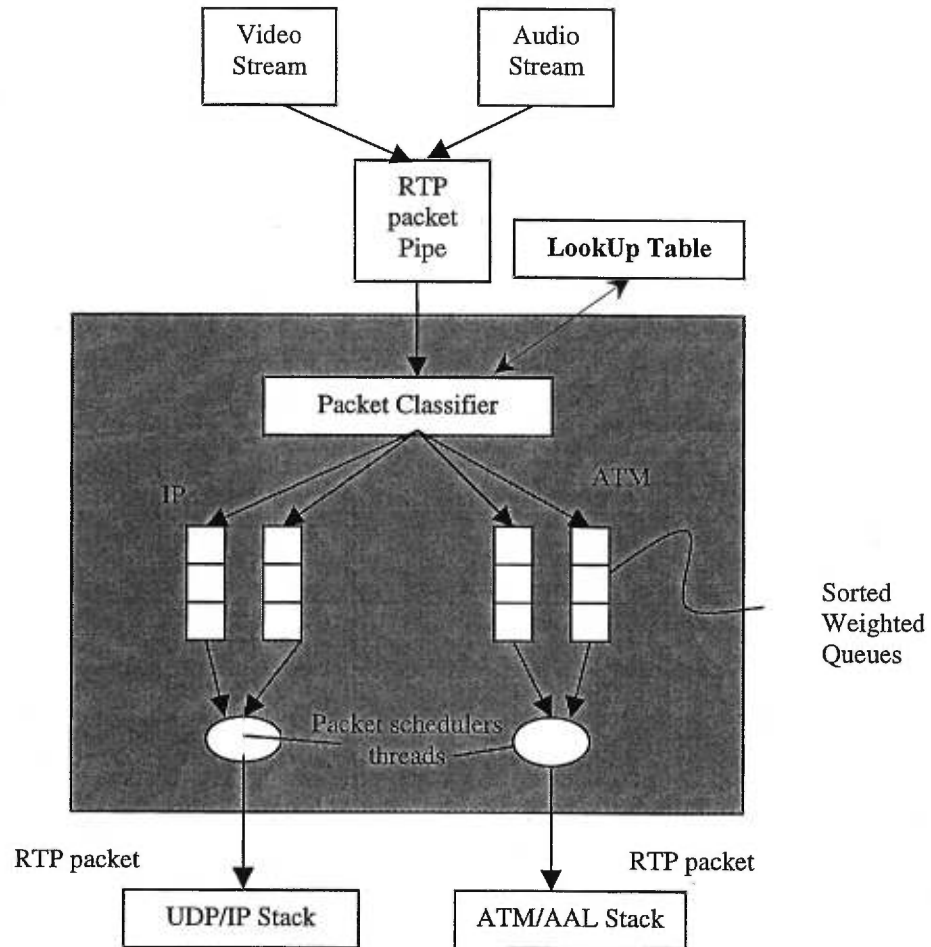 Video
Stream
Audio
Stream
RTP
packet
Pipe
LookUp Table
Packet Classifier
IP
ATM
Sorted
Weighted
Queues
Packet schedulers
threads
RTP packet
RTP packet
UDP/IP Stack
ATM/AAL Stack